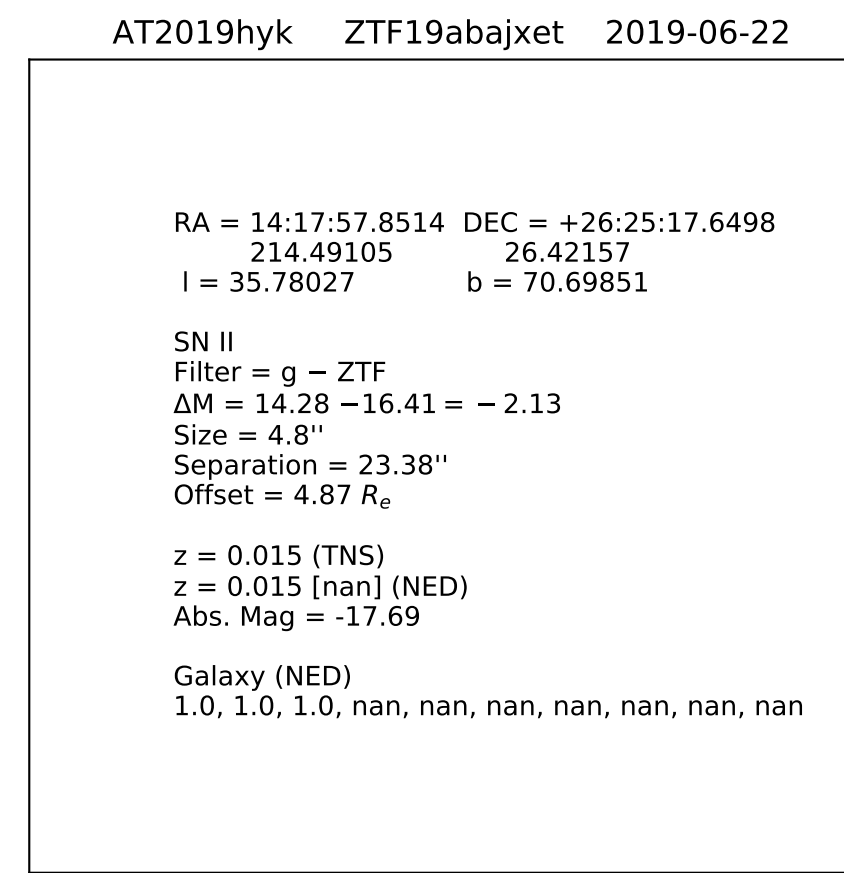 AT2019hyk ZTF19abajxet 2019-06-22
RA = 14:17:57.8514 DEC = +26:25:17.6498
214.49105 26.42157
l = 35.78027 b = 70.69851
SN II
Filter = g − ZTF
ΔM = 14.28 −16.41 = − 2.13
Size = 4.8''
Separation = 23.38''
Offset = 4.87 Re
z = 0.015 (TNS)
z = 0.015 [nan] (NED)
Abs. Mag = -17.69
Galaxy (NED)
1.0, 1.0, 1.0, nan, nan, nan, nan, nan, nan, nan